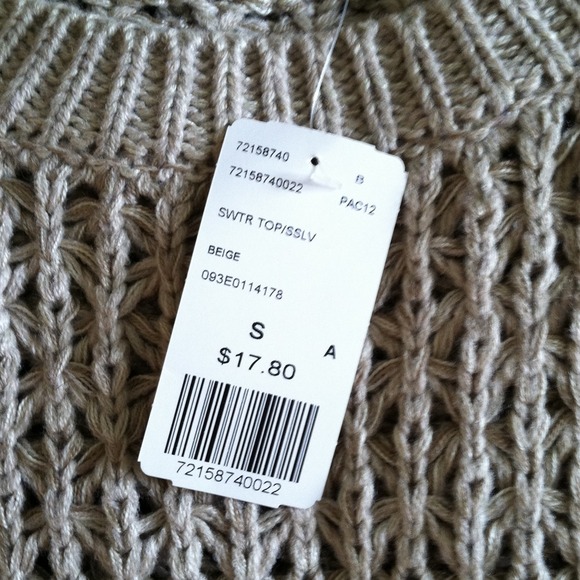 72158740 B
72158740022 PAC12
SWTR TOP/SSLV
BEIGE
093E0114178
S A
$17.80
72158740022